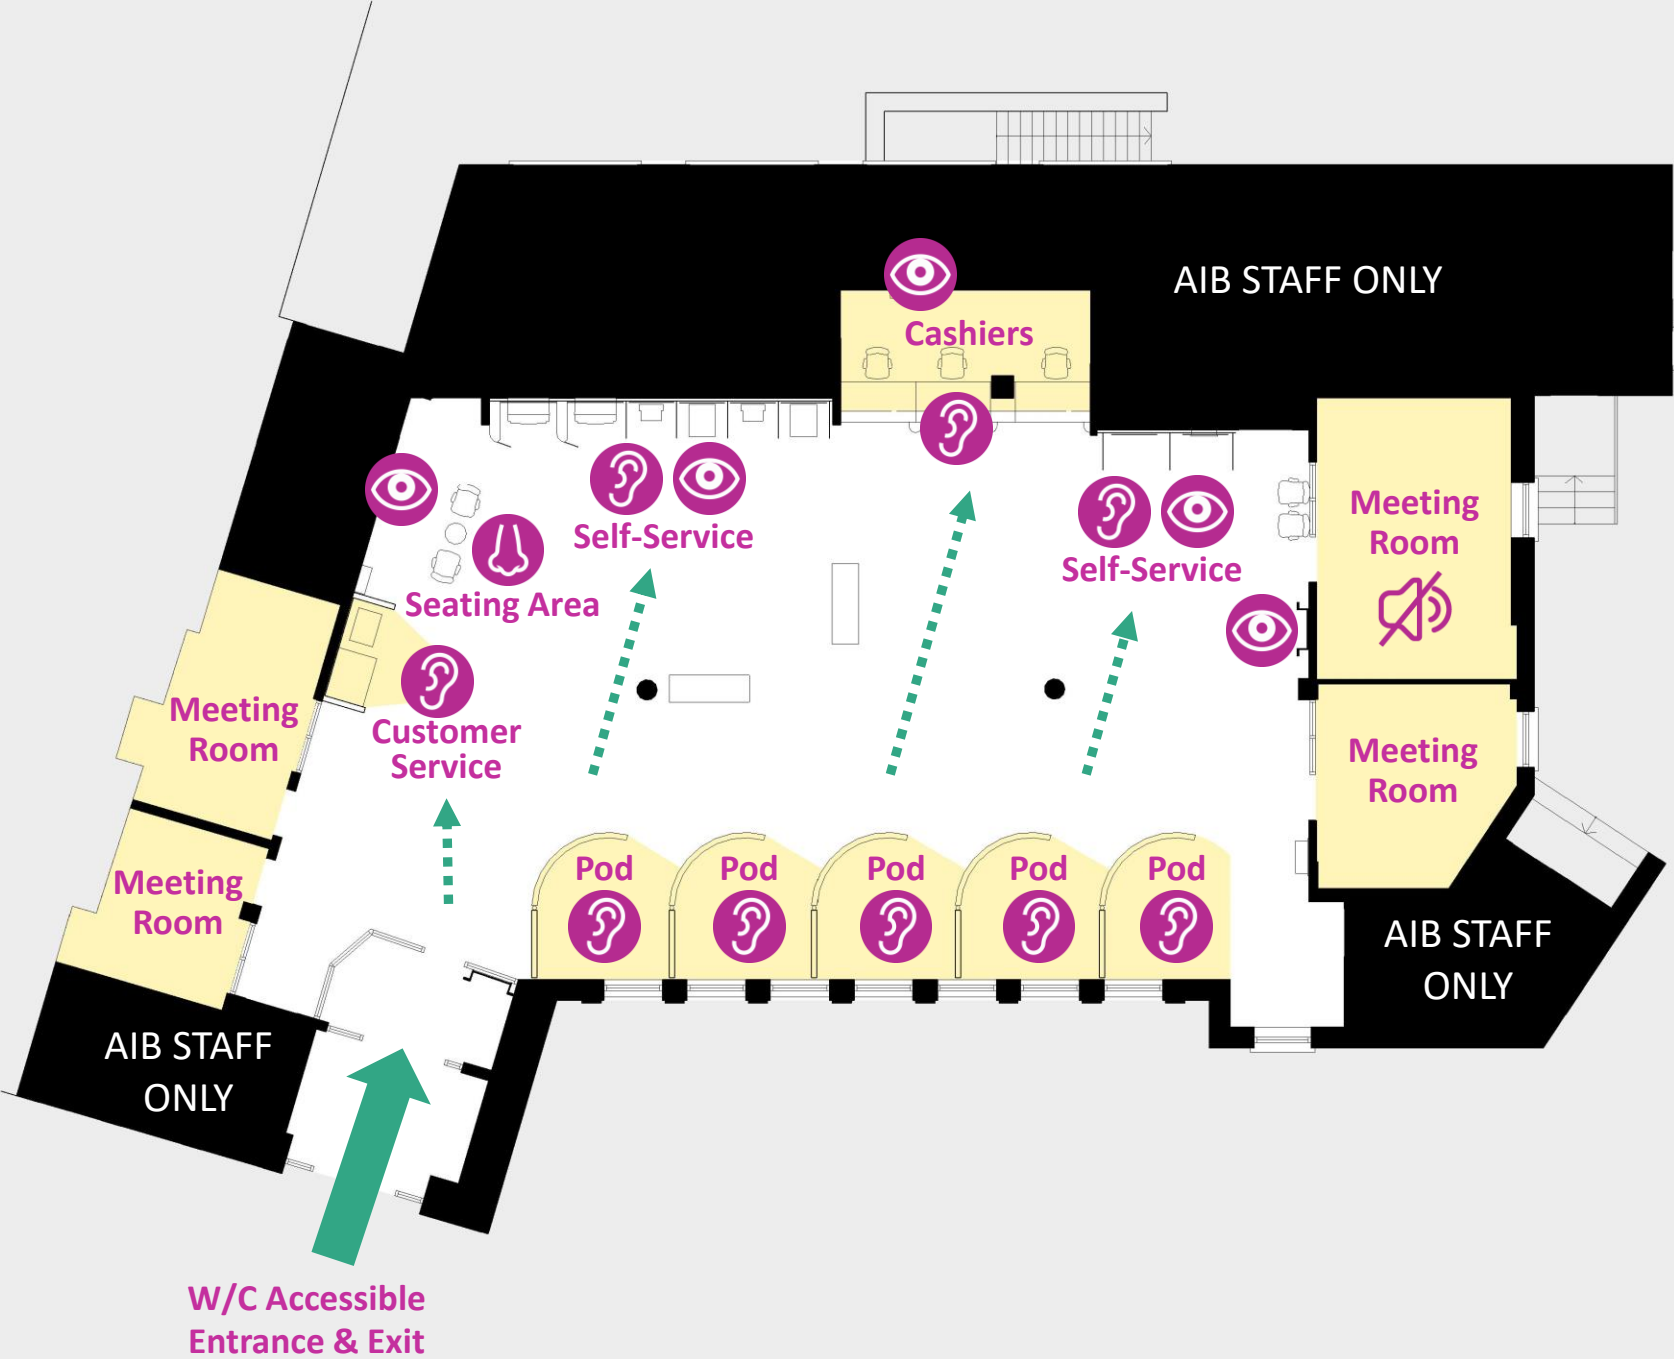 AIB STAFF ONLY
Cashiers
Self-Service
Seating Area
Self-Service
Meeting
Room
Customer
Service
Meeting
Room
Meeting
Room
Meeting
Room
Pod
Pod
Pod
Pod
Pod
AIB STAFF
ONLY
AIB STAFF
ONLY
W/C Accessible
Entrance & Exit